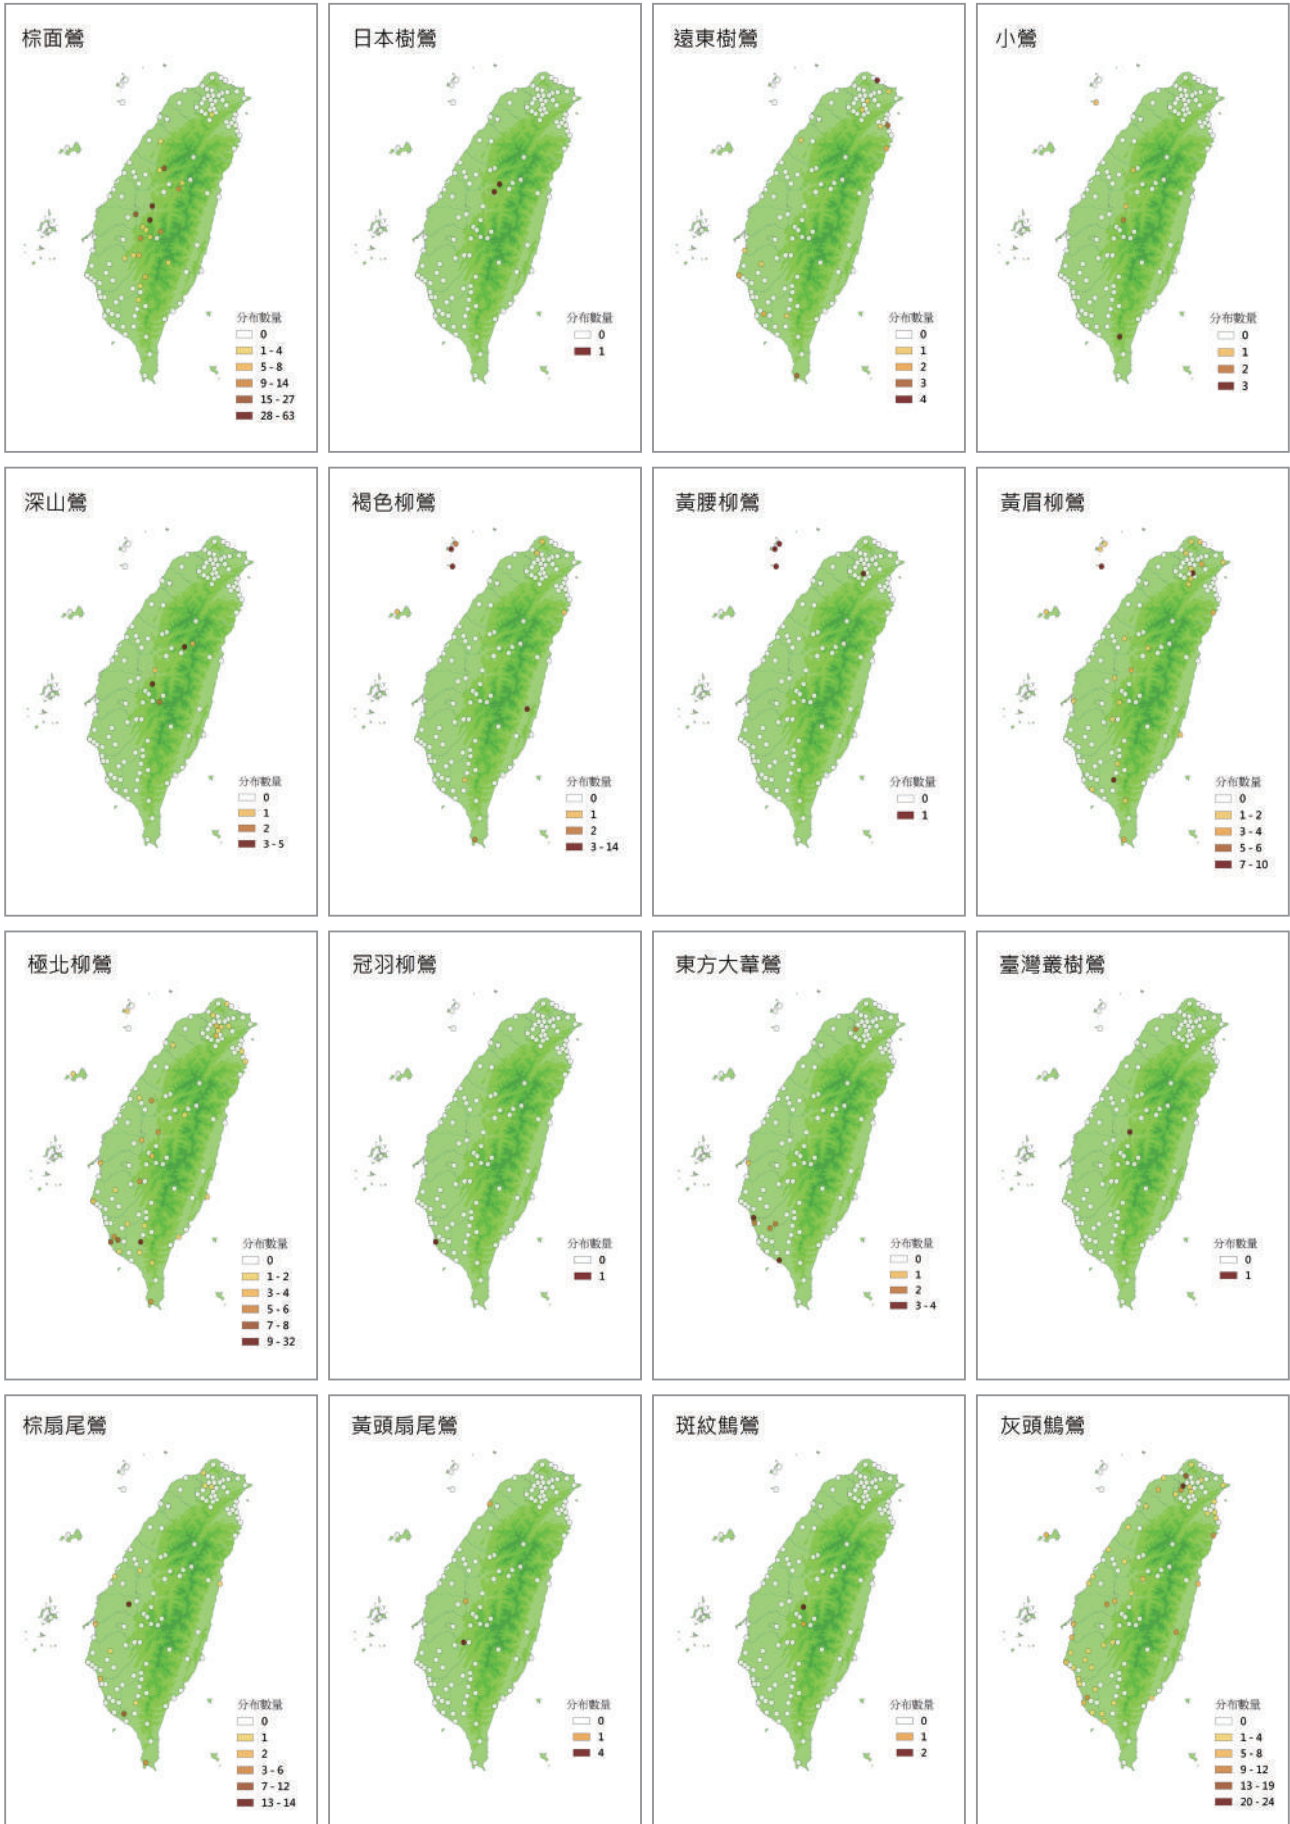 棕面鶯
分布數量
0
1 - 4
5 - 8
9 - 14
15 - 27
28 - 63
日本樹鶯
分布數量
0
1
遠東樹鶯
分布數量
0
1
2
3
4
小鶯
分布數量
0
1
2
3
深山鶯
分布數量
0
1
2
3 - 5
褐色柳鶯
分布數量
0
1
2
3 - 14
黃腰柳鶯
分布數量
0
1
黃眉柳鶯
分布數量
0
1 - 2
3 - 4
5 - 6
7 - 10
極北柳鶯
分布數量
0
1 - 2
3 - 4
5 - 6
7 - 8
9 - 32
冠羽柳鶯
分布數量
0
1
東方大葦鶯
分布數量
0
1
2
3 - 4
臺灣叢樹鶯
分布數量
0
1
棕扇尾鶯
分布數量
0
1
2
3 - 6
7 - 12
13 - 14
黃頭扇尾鶯
分布數量
0
1
4
斑紋鷦鶯
分布數量
0
1
2
灰頭鷦鶯
分布數量
0
1 - 4
5 - 8
9 - 12
13 - 19
20 - 24